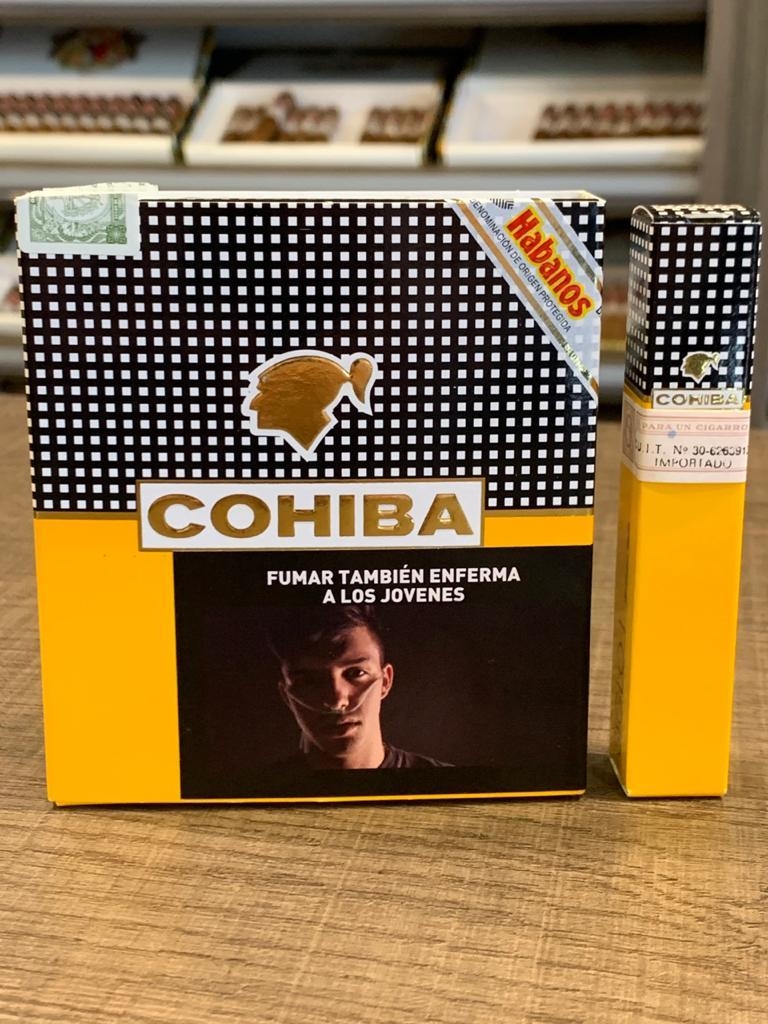 Habanos
DENOMINACIÓN DE ORIGEN PROTEGIDA
COHIBA
FUMAR TAMBIÉN ENFERMA
A LOS JOVENES
COHIBA
PARA UN CIGARRO
IMPORTADO